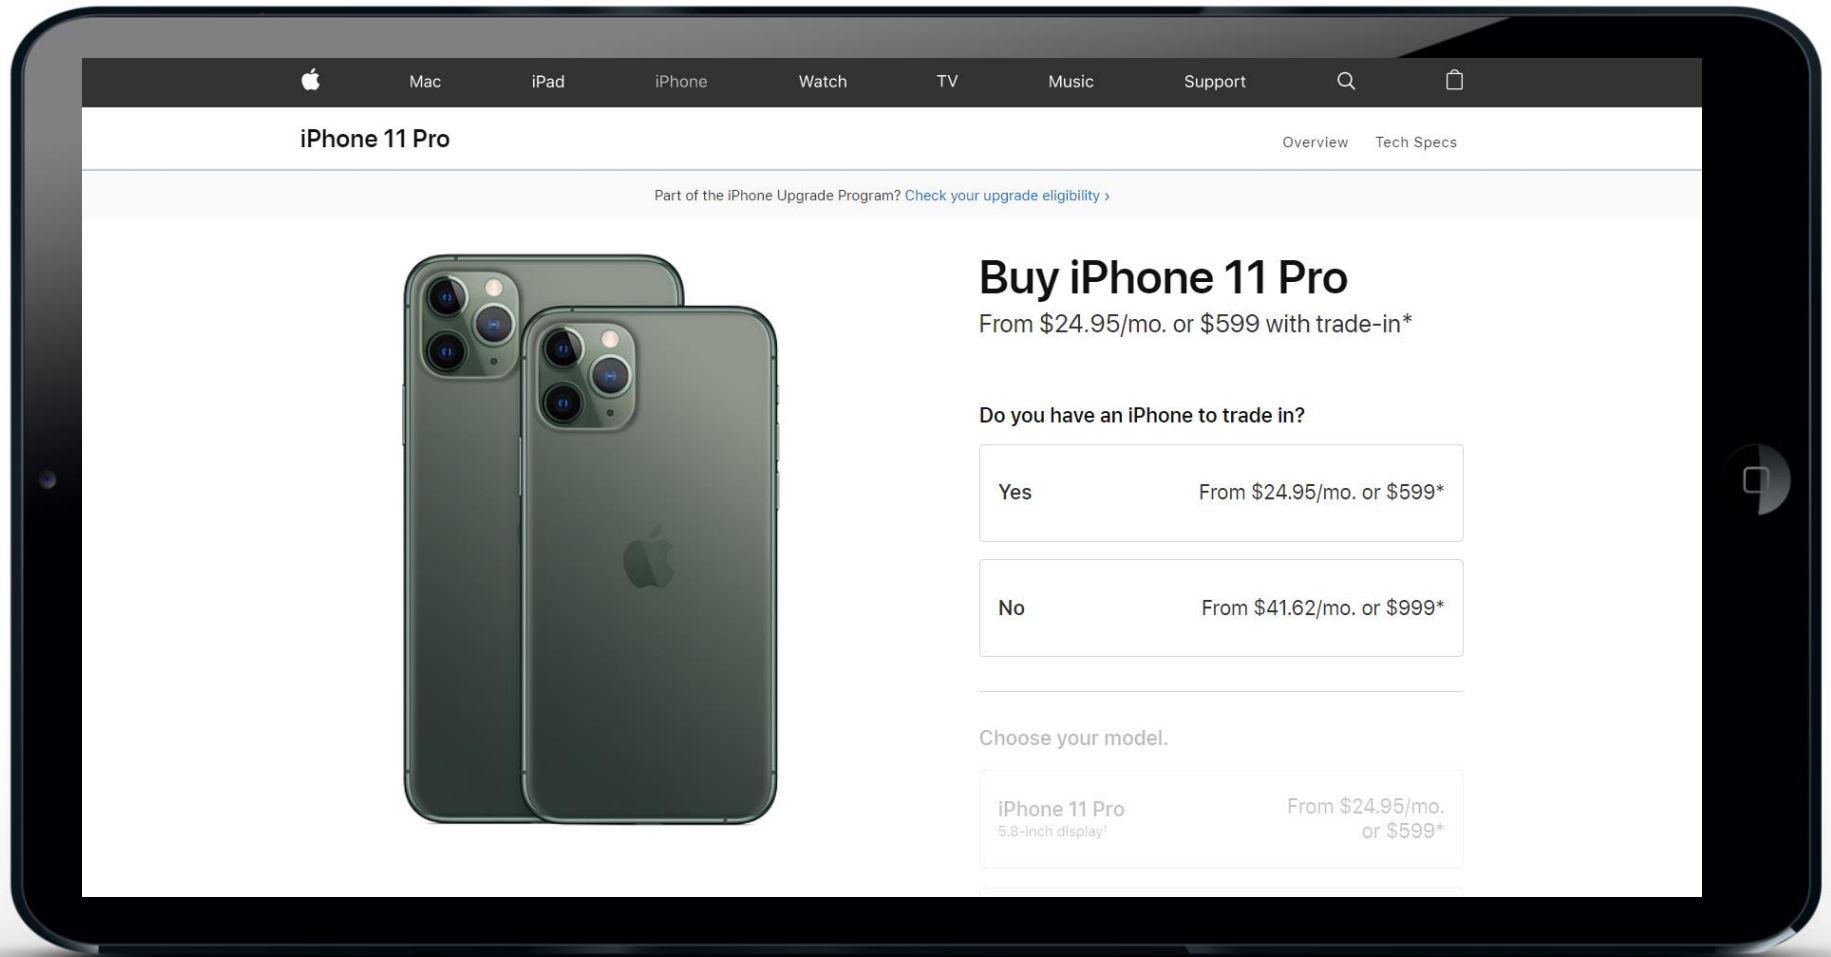 Mac iPad iPhone Watch TV Music Support
iPhone 11 Pro
Overview Tech Specs
Part of the iPhone Upgrade Program? Check your upgrade eligibility ›
Buy iPhone 11 Pro
From $24.95/mo. or $599 with trade-in*
Do you have an iPhone to trade in?
Yes From $24.95/mo. or $599*
No From $41.62/mo. or $999*
Choose your model.
iPhone 11 Pro From $24.95/mo.
5.8-inch display¹ or $599*